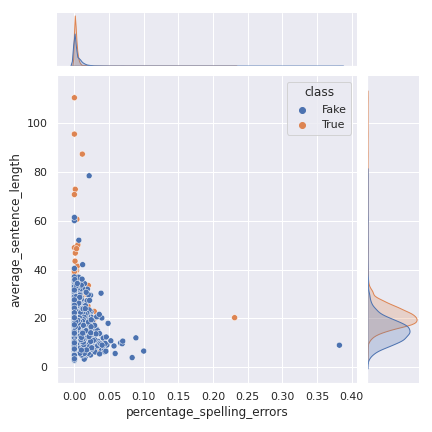 class
Fake
True
100
80
60
40
20
0
average_sentence_length
0.00 0.05 0.10 0.15 0.20 0.25 0.30 0.35 0.40
percentage_spelling_errors